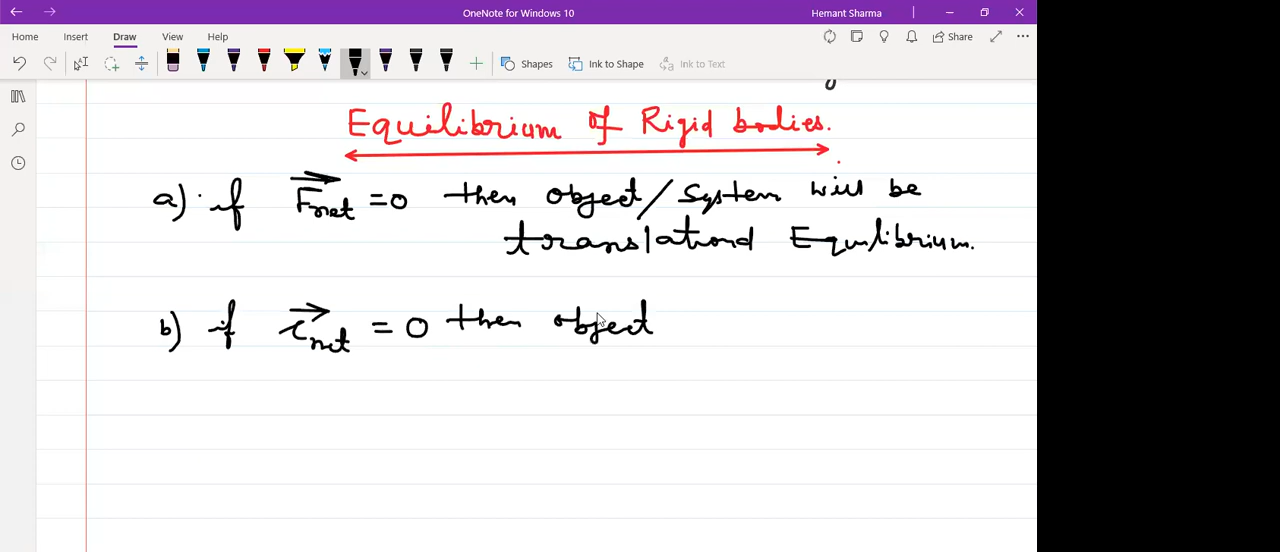 OneNote for Windows 10
Hemant Sharma
Home Insert Draw View Help
Share
Shapes Ink to Shape Ink to Text
Equilibrium of Rigid bodies.
a) if F⃗net = 0 then object/System will be
translationd Equilibrium.
b) if τ⃗net = 0 then object